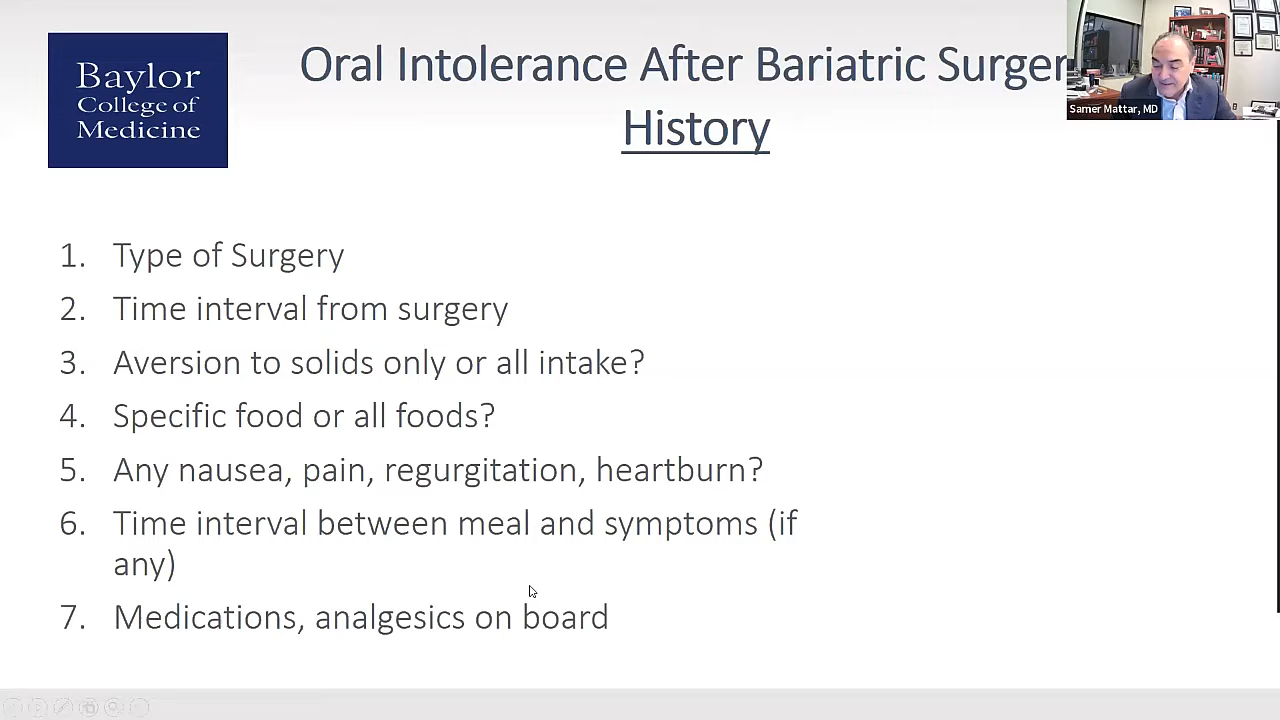 Baylor
College of
Medicine
Oral Intolerance After Bariatric Surger
History
Samer Mattar, MD
1. Type of Surgery
2. Time interval from surgery
3. Aversion to solids only or all intake?
4. Specific food or all foods?
5. Any nausea, pain, regurgitation, heartburn?
6. Time interval between meal and symptoms (if
any)
7. Medications, analgesics on board